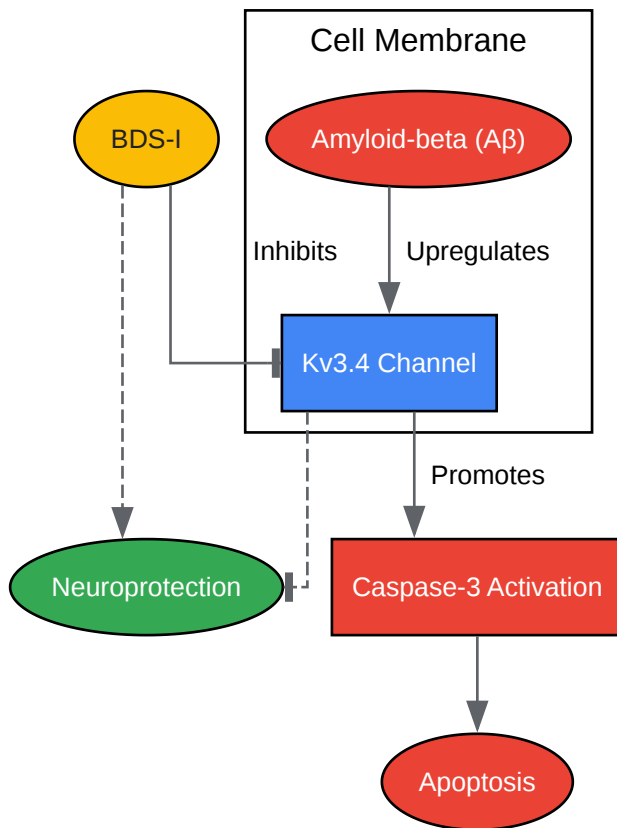 Cell Membrane
BDS-I
Amyloid-beta (Aβ)
Inhibits
Upregulates
Kv3.4 Channel
Promotes
Neuroprotection
Caspase-3 Activation
Apoptosis